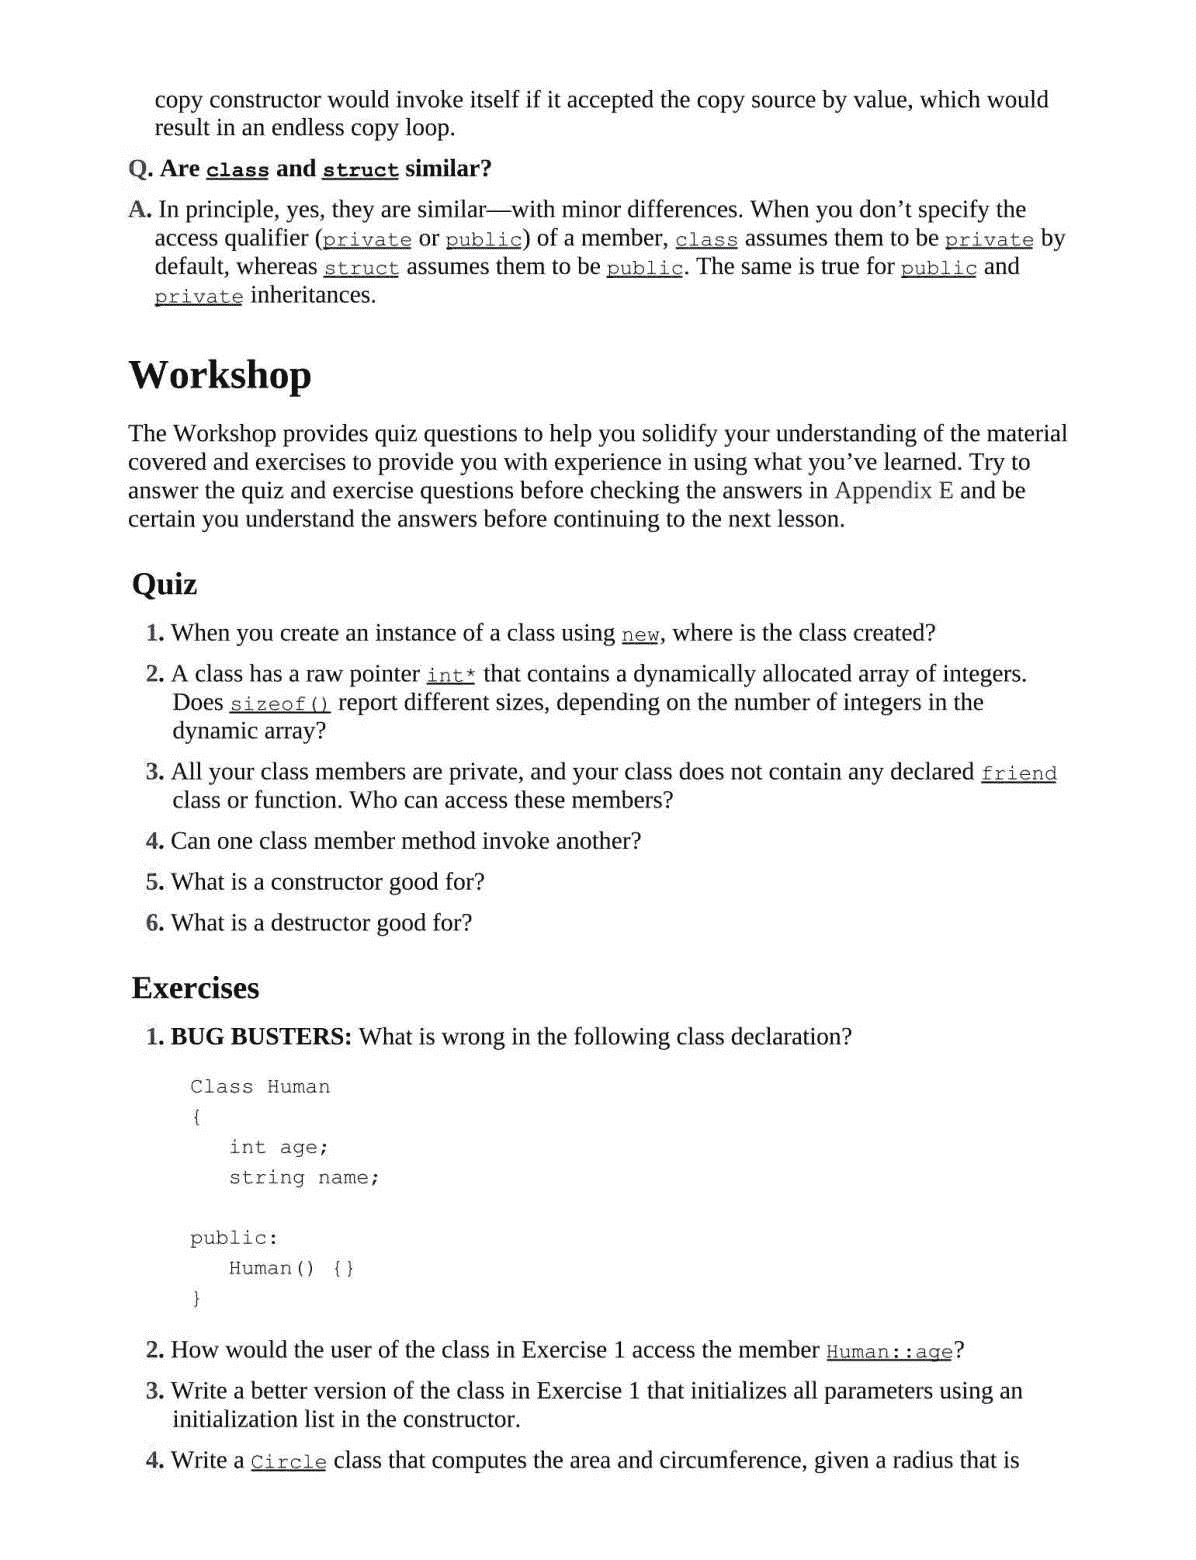 copy constructor would invoke itself if it accepted the copy source by value, which would
result in an endless copy loop.
Q. Are class and struct similar?
A. In principle, yes, they are similar—with minor differences. When you don’t specify the
access qualifier (private or public) of a member, class assumes them to be private by
default, whereas struct assumes them to be public. The same is true for public and
private inheritances.
Workshop
The Workshop provides quiz questions to help you solidify your understanding of the material
covered and exercises to provide you with experience in using what you’ve learned. Try to
answer the quiz and exercise questions before checking the answers in Appendix E and be
certain you understand the answers before continuing to the next lesson.
Quiz
1. When you create an instance of a class using new, where is the class created?
2. A class has a raw pointer int* that contains a dynamically allocated array of integers.
Does sizeof() report different sizes, depending on the number of integers in the
dynamic array?
3. All your class members are private, and your class does not contain any declared friend
class or function. Who can access these members?
4. Can one class member method invoke another?
5. What is a constructor good for?
6. What is a destructor good for?
Exercises
1. BUG BUSTERS: What is wrong in the following class declaration?
Class Human
{
int age;
string name;
public:
Human() {}
}
2. How would the user of the class in Exercise 1 access the member Human::age?
3. Write a better version of the class in Exercise 1 that initializes all parameters using an
initialization list in the constructor.
4. Write a Circle class that computes the area and circumference, given a radius that is